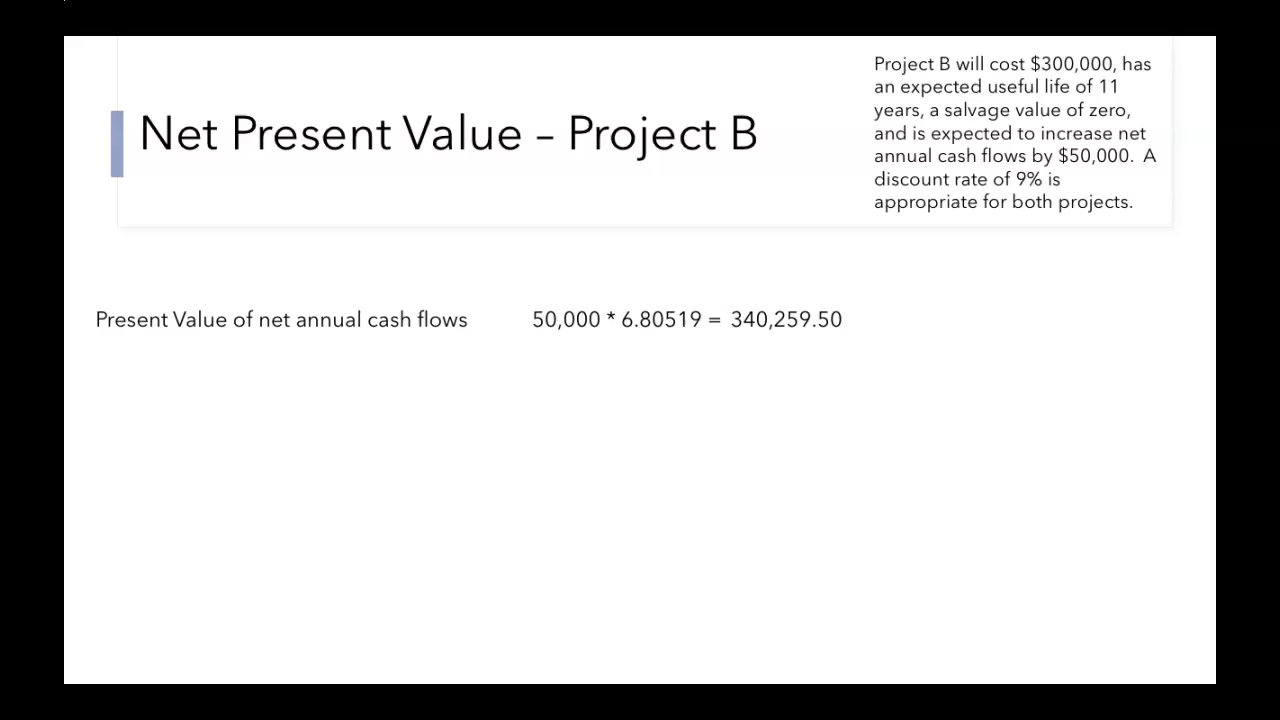 Net Present Value – Project B
Project B will cost $300,000, has
an expected useful life of 11
years, a salvage value of zero,
and is expected to increase net
annual cash flows by $50,000.  A
discount rate of 9% is
appropriate for both projects.
Present Value of net annual cash flows 50,000 * 6.80519 = 340,259.50